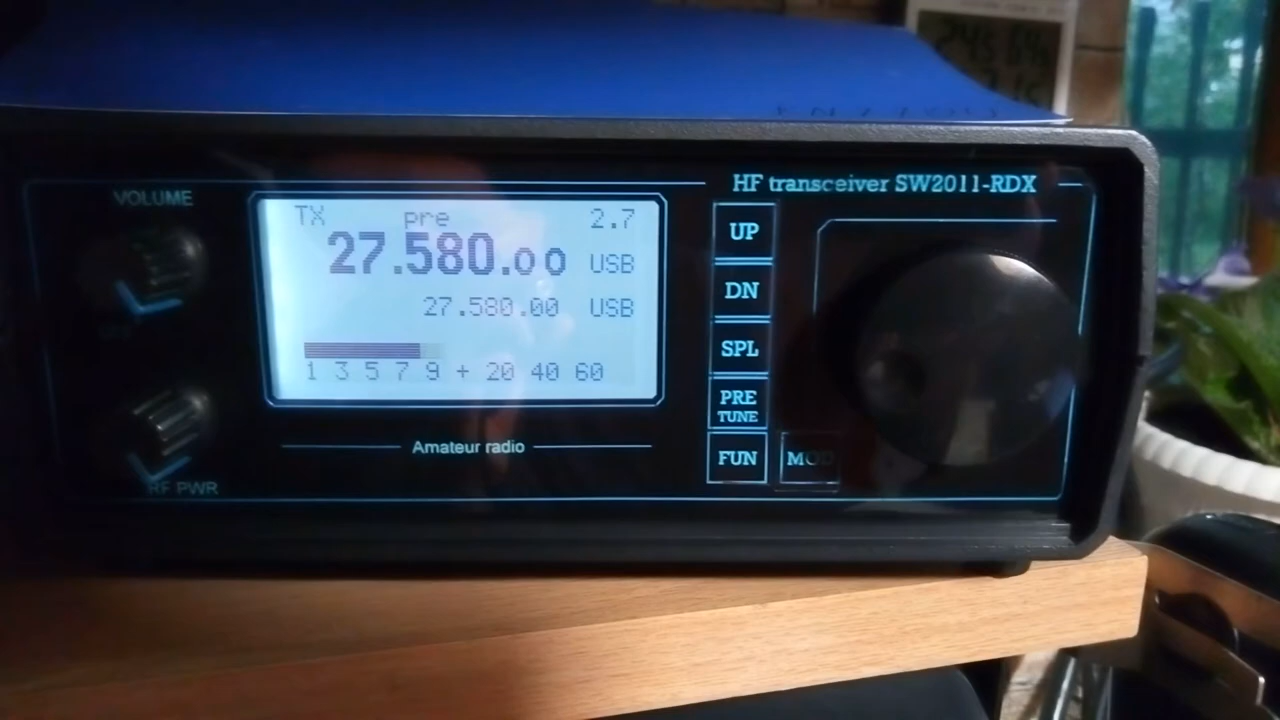 HF transceiver SW2011-RDX
VOLUME
TX pre 2.7
27.580.00 USB
27.580.00 USB
1 3 5 7 9 + 20 40 60
UP
DN
SPL
PRE
TUNE
FUN
MOD
Amateur radio
RF PWR